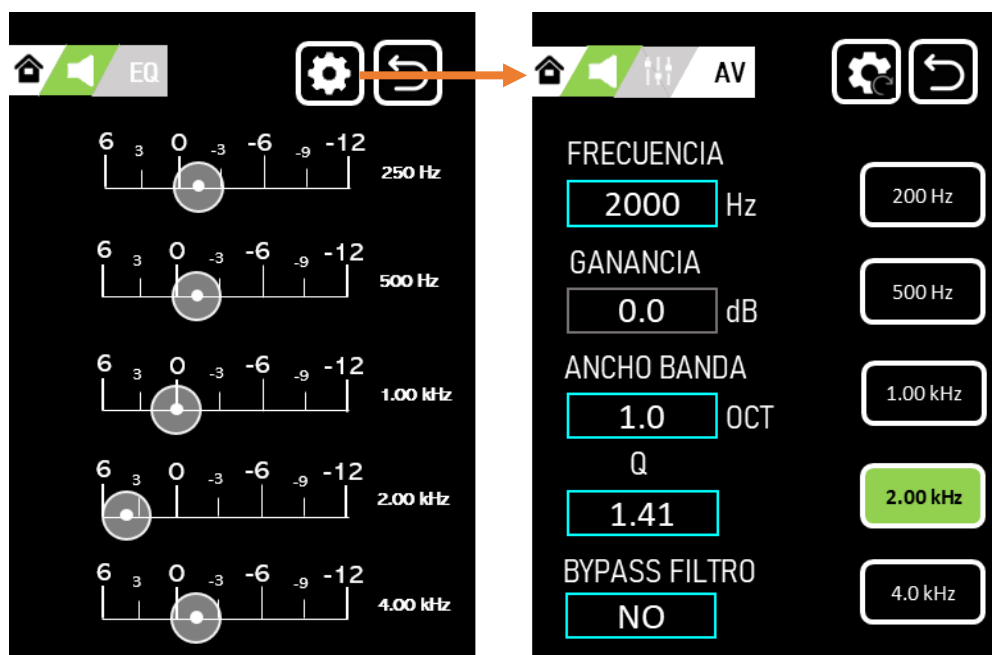 EQ
6 3 0 -3 -6 -9 -12
250 Hz
6 3 0 -3 -6 -9 -12
500 Hz
6 3 0 -3 -6 -9 -12
1.00 kHz
6 3 0 -3 -6 -9 -12
2.00 kHz
6 3 0 -3 -6 -9 -12
4.00 kHz
AV
FRECUENCIA
2000 Hz
GANANCIA
0.0 dB
ANCHO BANDA
1.0 OCT
Q
1.41
BYPASS FILTRO
NO
200 Hz
500 Hz
1.00 kHz
2.00 kHz
4.0 kHz